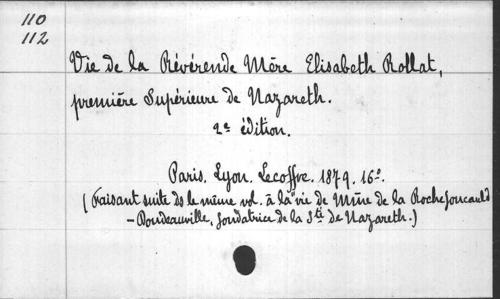 110
112
Vie de la Révérende Mère Elisabeth Rollat,
première Supérieure de Nazareth.
2e édition.
Paris. Lyon. Lecoffre. 1879. 16°.
(Faisant suite ds le même vol. à la vie de Mme de la Rochefoucauld
-Doudeauville, fondatrice de la Sté de Nazareth.)